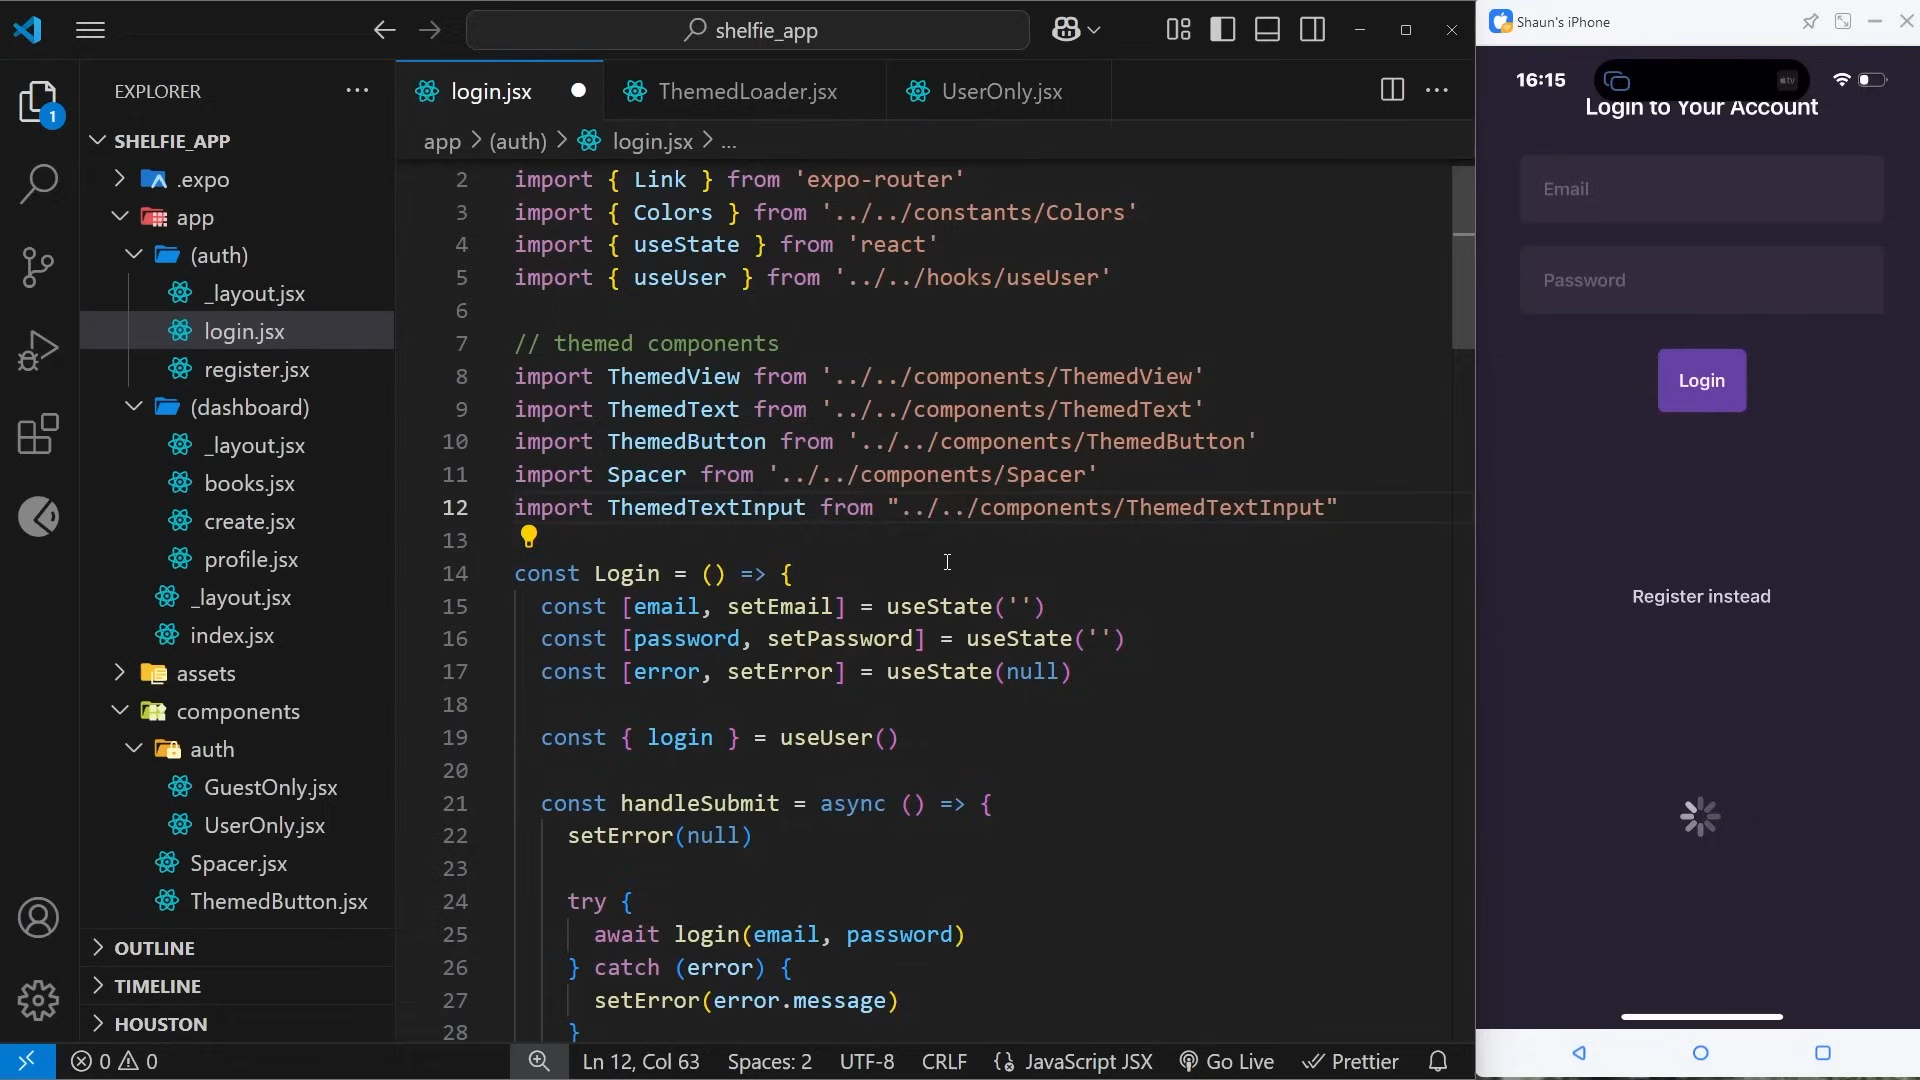 shelfie_app
Shaun's iPhone
EXPLORER
SHELFIE_APP
.expo
app
(auth)
_layout.jsx
login.jsx
register.jsx
(dashboard)
_layout.jsx
books.jsx
create.jsx
profile.jsx
_layout.jsx
index.jsx
assets
components
auth
GuestOnly.jsx
UserOnly.jsx
Spacer.jsx
ThemedButton.jsx
OUTLINE
TIMELINE
HOUSTON
1
login.jsx
ThemedLoader.jsx
UserOnly.jsx
app > (auth) > login.jsx > ...
2 import { Link } from 'expo-router'
3 import { Colors } from '../../constants/Colors'
4 import { useState } from 'react'
5 import { useUser } from '../../hooks/useUser'
6
7 // themed components
8 import ThemedView from '../../components/ThemedView'
9 import ThemedText from '../../components/ThemedText'
10 import ThemedButton from '../../components/ThemedButton'
11 import Spacer from '../../components/Spacer'
12 import ThemedTextInput from "../../components/ThemedTextInput"
13
14 const Login = () => {
15 const [email, setEmail] = useState('')
16 const [password, setPassword] = useState('')
17 const [error, setError] = useState(null)
18
19 const { login } = useUser()
20
21 const handleSubmit = async () => {
22 setError(null)
23
24 try {
25 await login(email, password)
26 } catch (error) {
27 setError(error.message)
28 }
0 0
Ln 12, Col 63
Spaces: 2
UTF-8
CRLF
{} JavaScript JSX
Go Live
Prettier
16:15
tv
Login to Your Account
Email
Password
Login
Register instead